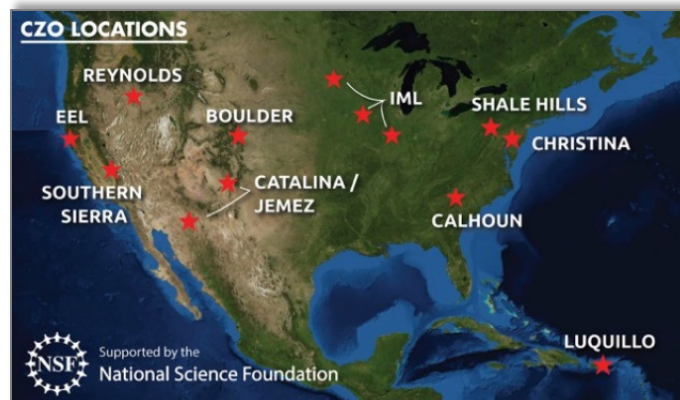 CZO LOCATIONS
REYNOLDS
EEL
BOULDER
IML
SHALE HILLS
CHRISTINA
SOUTHERN
SIERRA
CATALINA /
JEMEZ
CALHOUN
LUQUILLO
NSF
Supported by the
National Science Foundation